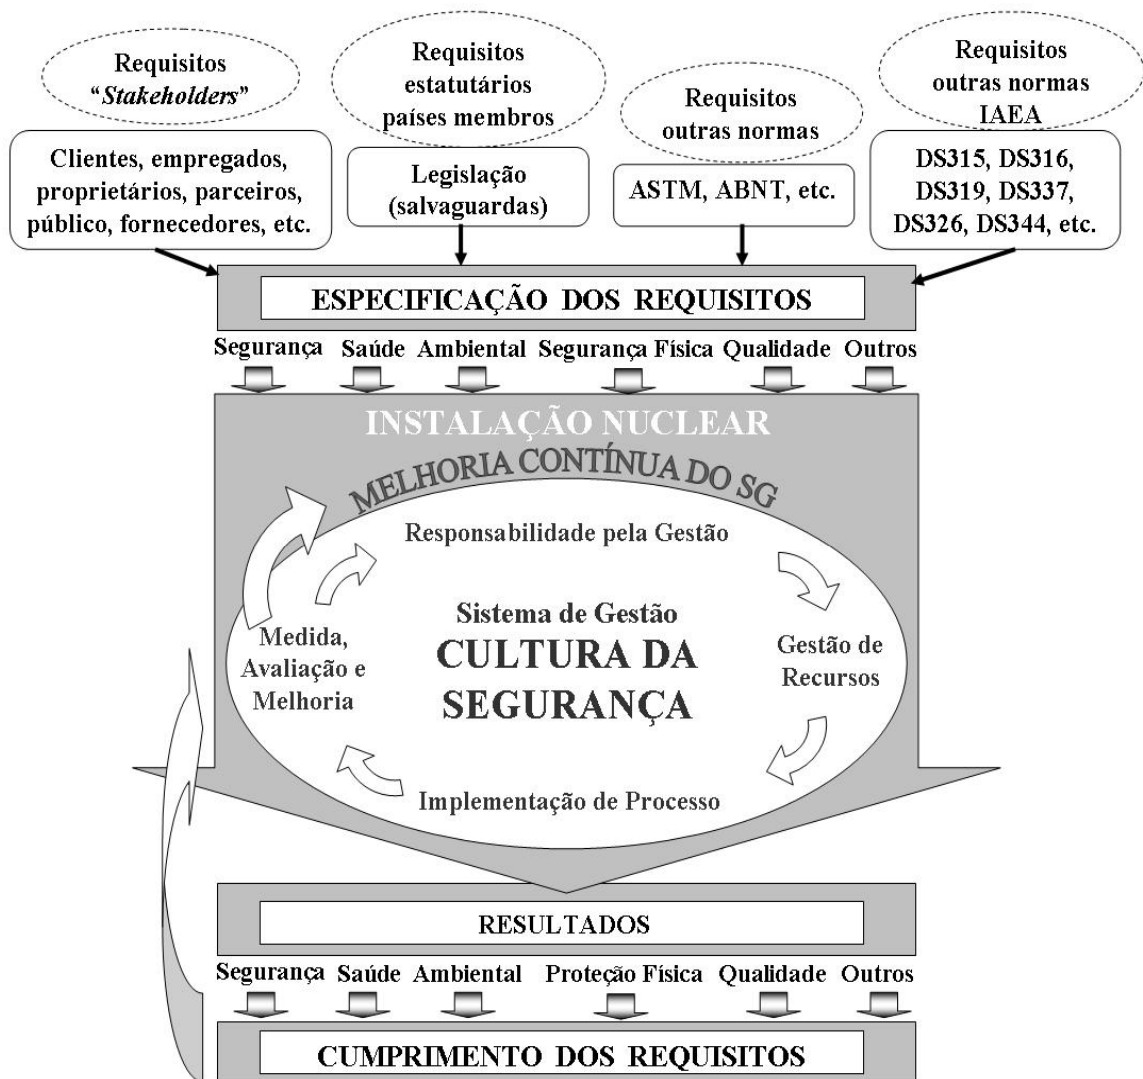 Requisitos
“Stakeholders”
Requisitos
estatutários
países membros
Requisitos
outras normas
Requisitos
outras normas
IAEA
Clientes, empregados,
proprietários, parceiros,
público, fornecedores, etc.
Legislação
(salvaguardas)
ASTM, ABNT, etc.
DS315, DS316,
DS319, DS337,
DS326, DS344, etc.
ESPECIFICAÇÃO DOS REQUISITOS
Segurança Saúde Ambiental Segurança Física Qualidade Outros
INSTALAÇÃO NUCLEAR
MELHORIA CONTÍNUA DO SG
Responsabilidade pela Gestão
Sistema de Gestão
CULTURA DA
SEGURANÇA
Medida,
Avaliação e
Melhoria
Gestão de
Recursos
Implementação de Processo
RESULTADOS
Segurança Saúde Ambiental Proteção Física Qualidade Outros
CUMPRIMENTO DOS REQUISITOS